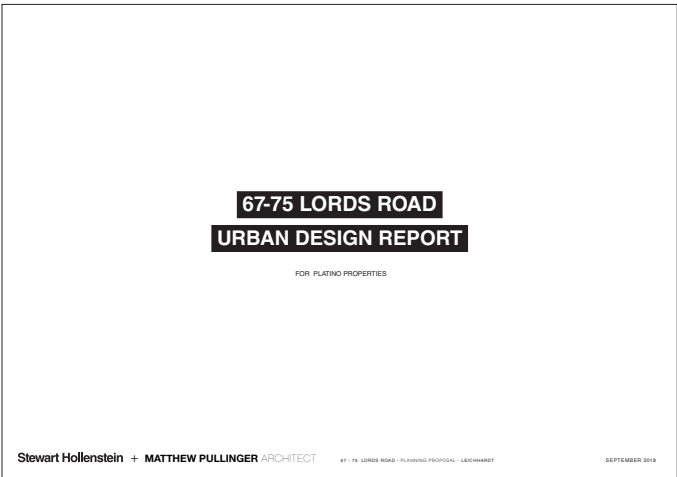 67-75 LORDS ROAD
URBAN DESIGN REPORT
FOR PLATINO PROPERTIES
Stewart Hollenstein + MATTHEW PULLINGER ARCHITECT 67 - 75 LORDS ROAD - PLANNING PROPOSAL - LEICHHARDT SEPTEMBER 2018